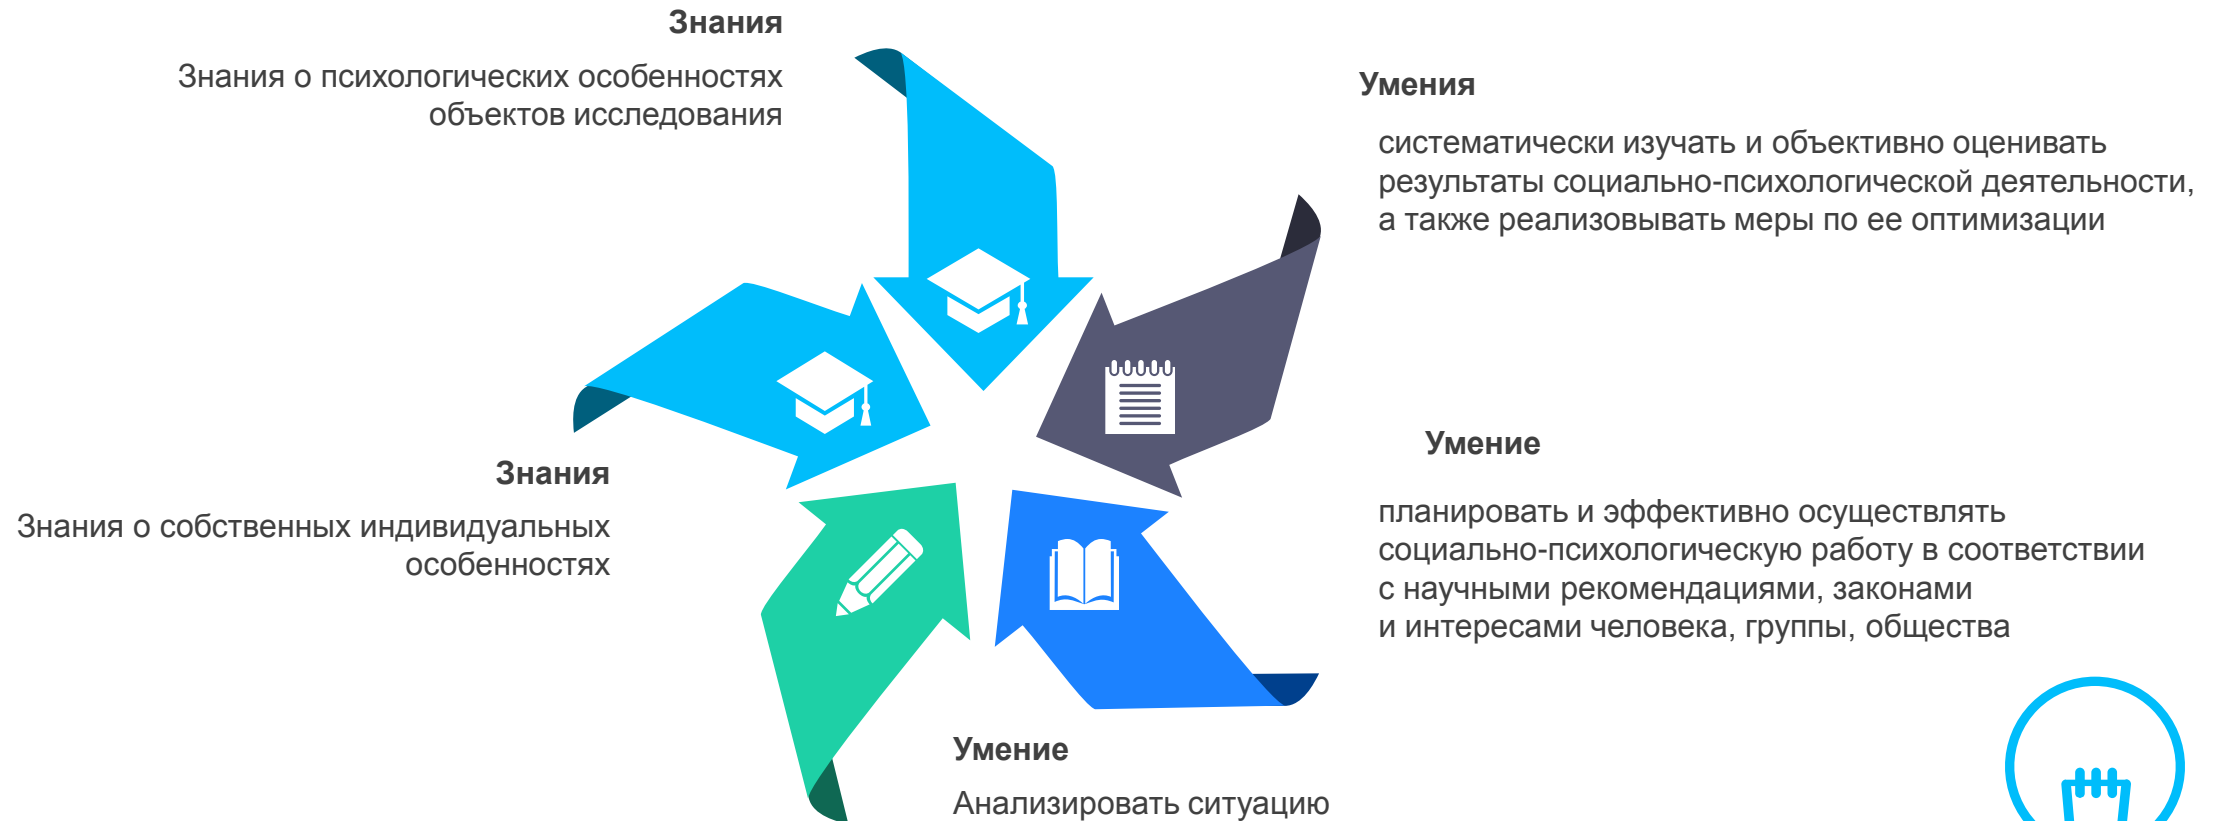 Знания
Знания о психологических особенностях
объектов исследования
Умения
систематически изучать и объективно оценивать
результаты социально-психологической деятельности,
а также реализовывать меры по ее оптимизации
Знания
Знания о собственных индивидуальных
особенностях
Умение
планировать и эффективно осуществлять
социально-психологическую работу в соответствии
с научными рекомендациями, законами
и интересами человека, группы, общества
Умение
Анализировать ситуацию